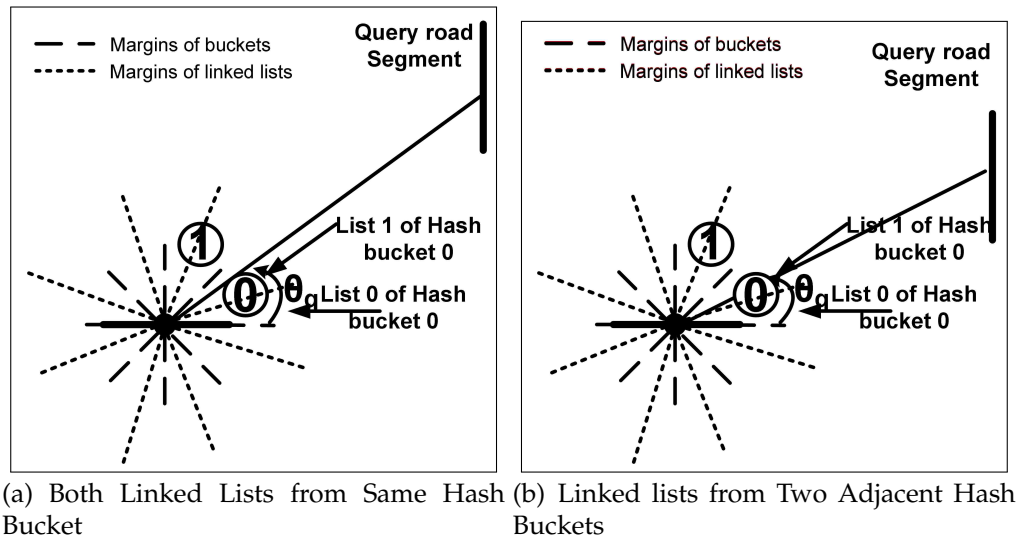 Margins of buckets
Margins of linked lists
Query road
Segment
1
List 1 of Hash
bucket 0
0
θq
List 0 of Hash
bucket 0
(a) Both Linked Lists from Same Hash
Bucket
Margins of buckets
Margins of linked lists
Query road
Segment
1
List 1 of Hash
bucket 0
0
θq
List 0 of Hash
bucket 0
(b) Linked lists from Two Adjacent Hash
Buckets